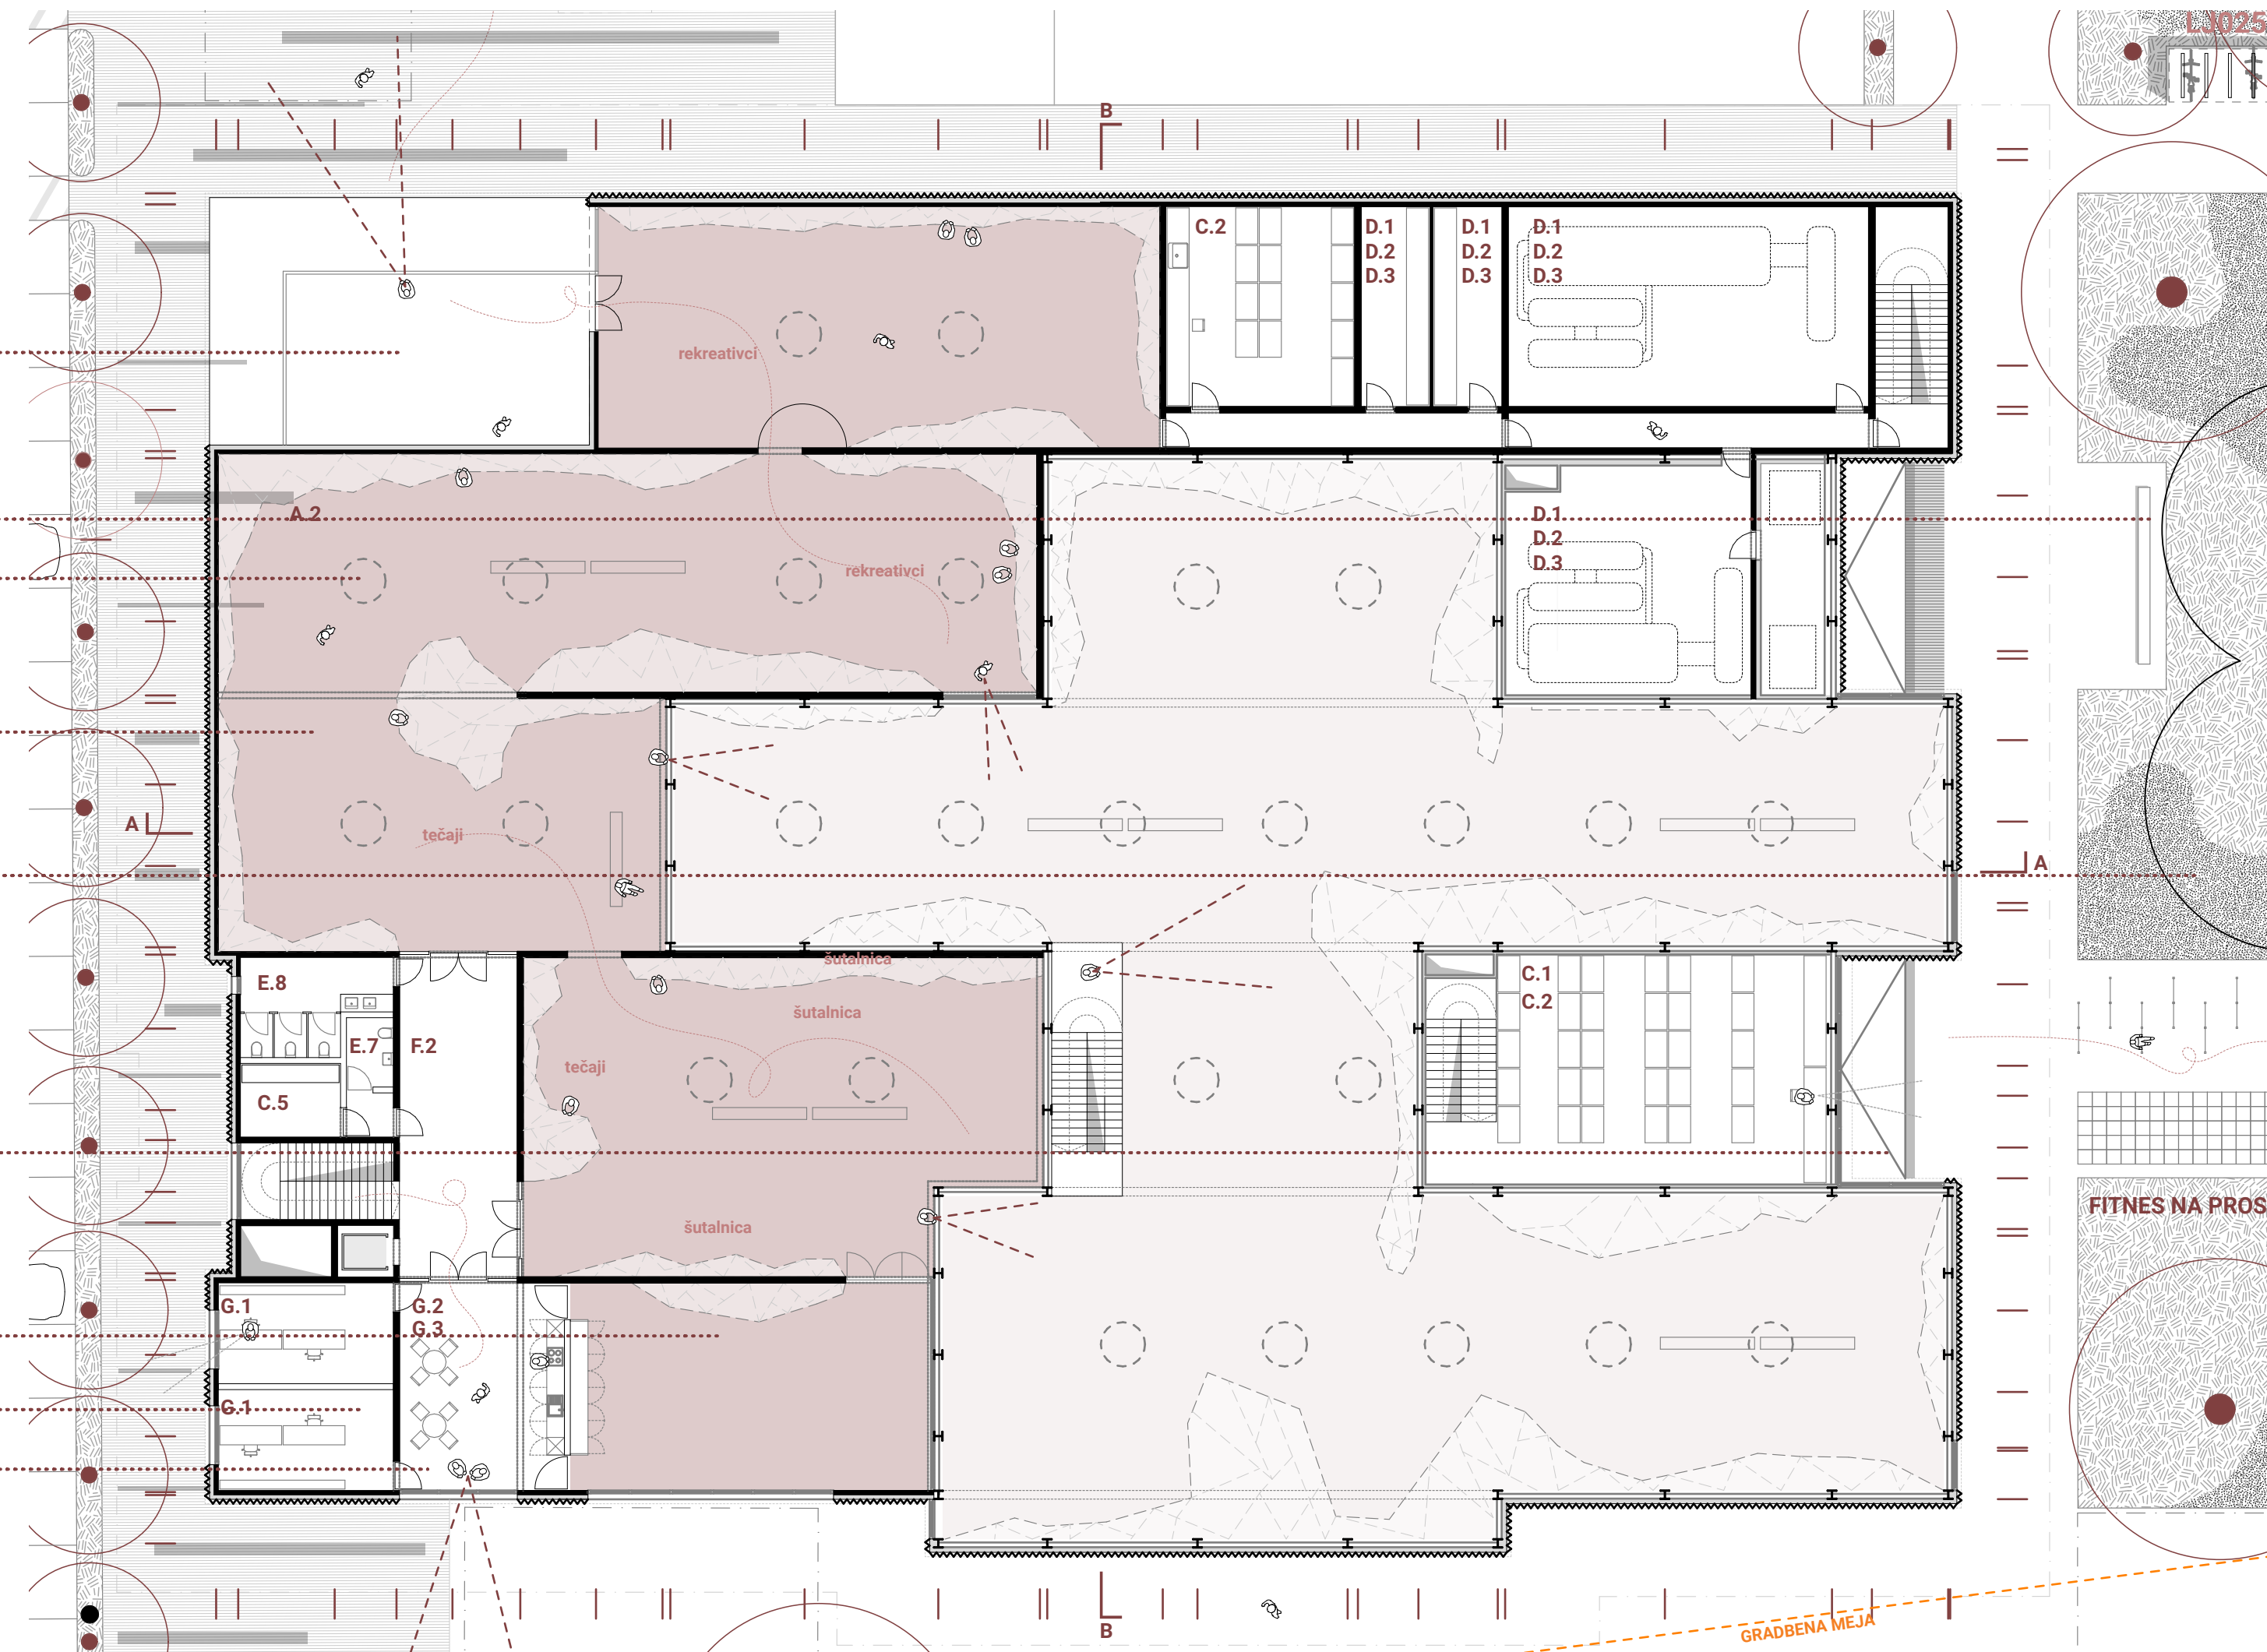 LJ025
B
C.2
D.1
D.2
D.3
D.1
D.2
D.3
D.1
D.2
D.3
rekreativci
A.2
D.1
D.2
D.3
rekreativci
A
tečaji
A
šutalnica
E.8
C.1
C.2
šutalnica
E.7
F.2
tečaji
C.5
FITNES NA PROS
šutalnica
G.1
G.2
G.3
G.1
B
GRADBENA MEJA